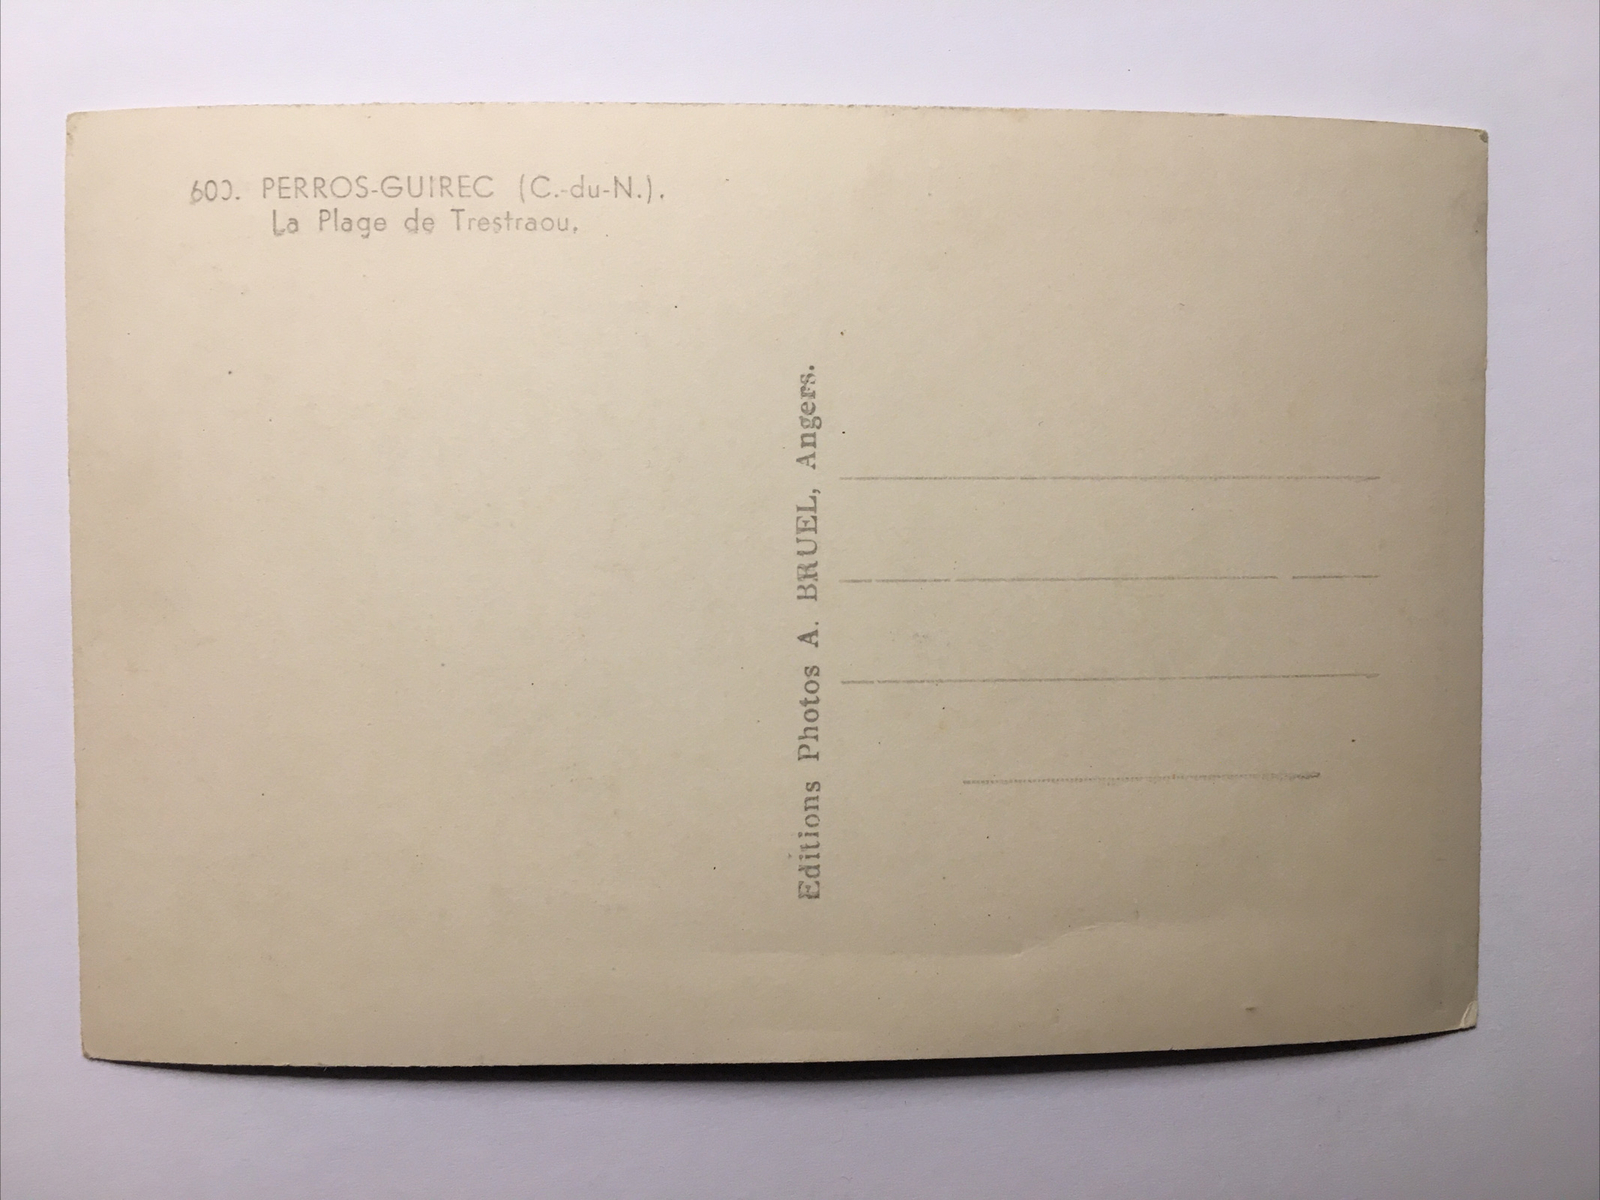 600. PERROS-GUIREC (C.-du-N.).
La Plage de Trestraou.
Editions Photos A. BRUEL, Angers.